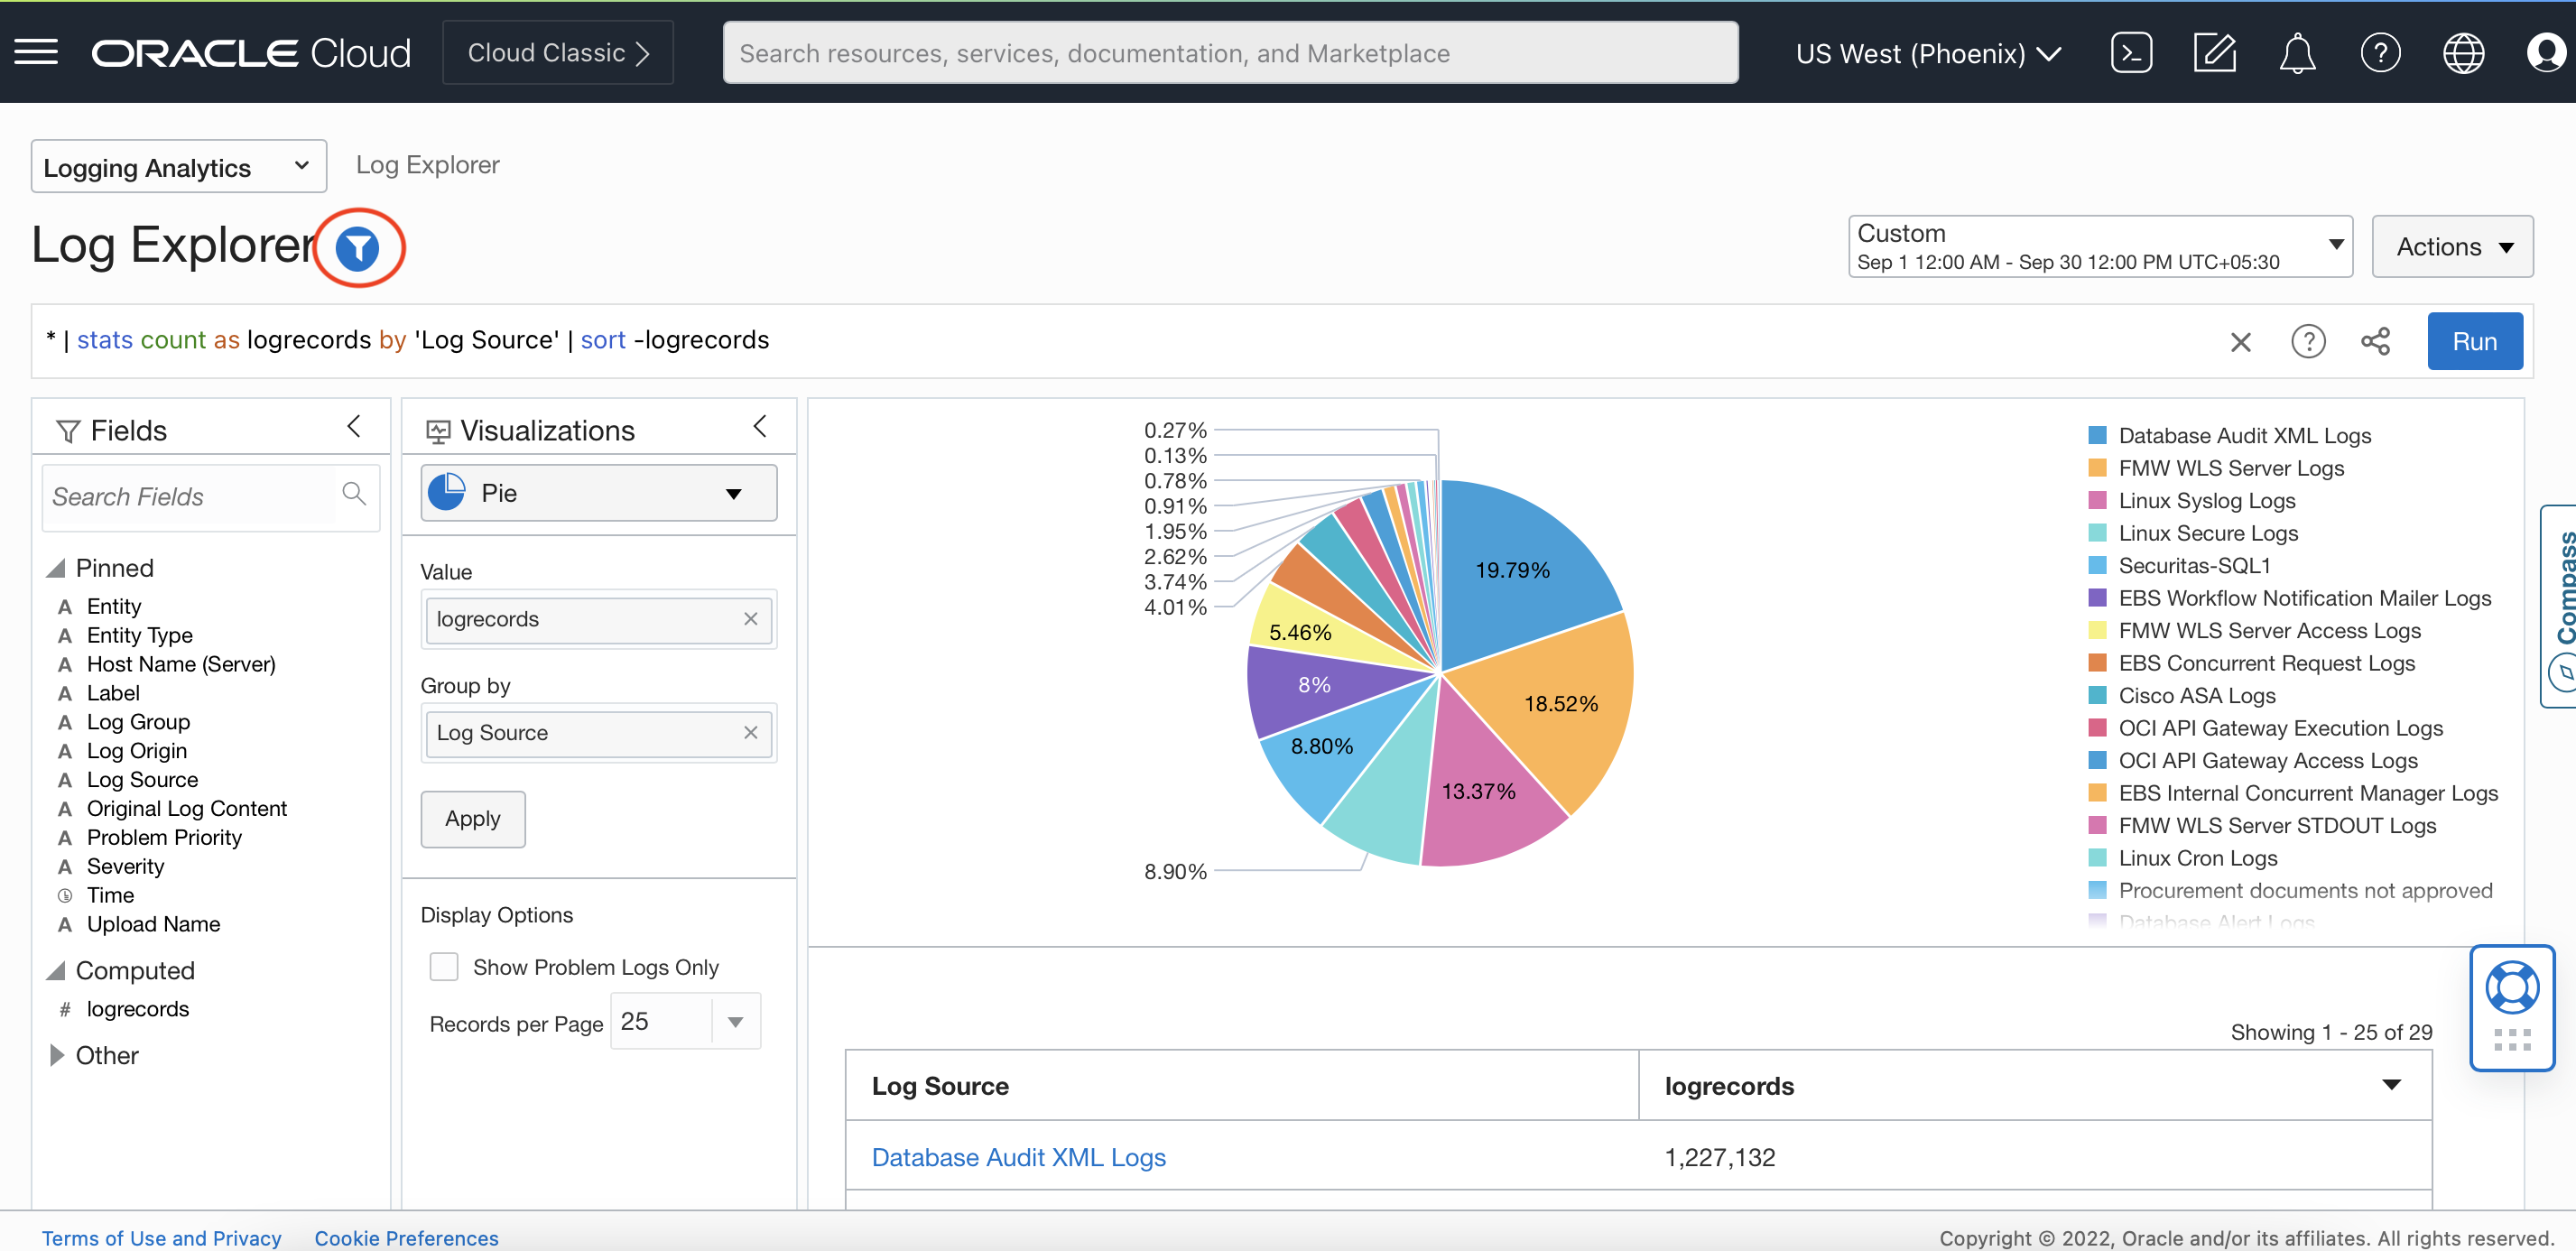 ORACLE Cloud
Cloud Classic
Search resources, services, documentation, and Marketplace
US West (Phoenix)
Logging Analytics
Log Explorer
Log Explorer
Custom
Sep 1 12:00 AM - Sep 30 12:00 PM UTC+05:30
Actions
* | stats count as logrecords by 'Log Source' | sort -logrecords
Run
Fields
Search Fields
Pinned
A Entity
A Entity Type
A Host Name (Server)
A Label
A Log Group
A Log Origin
A Log Source
A Original Log Content
A Problem Priority
A Severity
Time
A Upload Name
Computed
# logrecords
Other
Visualizations
Pie
Value
logrecords
Group by
Log Source
Apply
Display Options
Show Problem Logs Only
Records per Page 25
0.27%
0.13%
0.78%
0.91%
1.95%
2.62%
3.74%
4.01%
5.46%
8%
8.80%
8.90%
19.79%
18.52%
13.37%
Database Audit XML Logs
FMW WLS Server Logs
Linux Syslog Logs
Linux Secure Logs
Securitas-SQL1
EBS Workflow Notification Mailer Logs
FMW WLS Server Access Logs
EBS Concurrent Request Logs
Cisco ASA Logs
OCI API Gateway Execution Logs
OCI API Gateway Access Logs
EBS Internal Concurrent Manager Logs
FMW WLS Server STDOUT Logs
Linux Cron Logs
Procurement documents not approved
Database Alert Logs
Compass
Showing 1 - 25 of 29
Log Source
logrecords
Database Audit XML Logs
1,227,132
Terms of Use and Privacy
Cookie Preferences
Copyright © 2022, Oracle and/or its affiliates. All rights reserved.